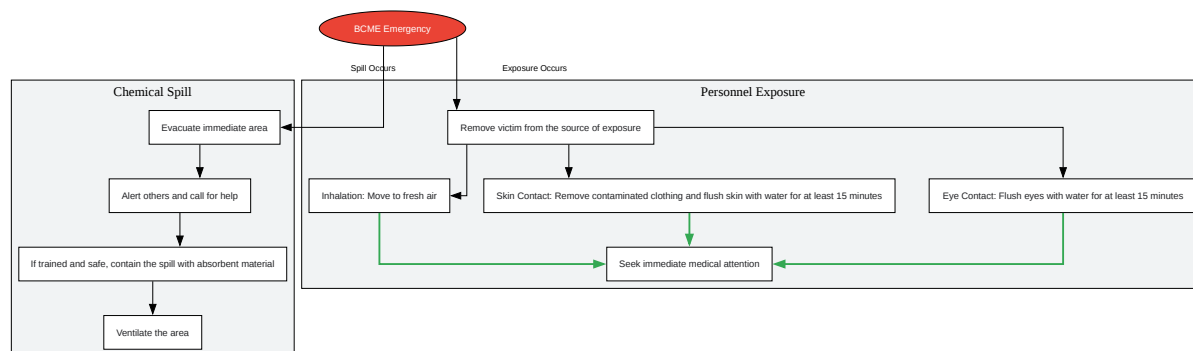 BCME Emergency
Spill Occurs
Exposure Occurs
Chemical Spill
Evacuate immediate area
Alert others and call for help
If trained and safe, contain the spill with absorbent material
Ventilate the area
Personnel Exposure
Remove victim from the source of exposure
Inhalation: Move to fresh air
Skin Contact: Remove contaminated clothing and flush skin with water for at least 15 minutes
Eye Contact: Flush eyes with water for at least 15 minutes
Seek immediate medical attention